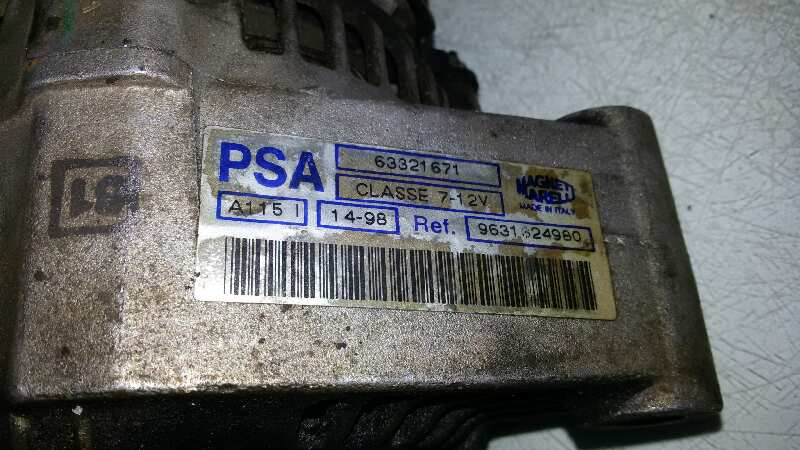 PSA 63321671
CLASSE 7-12V
MAGNETI
MARELLI
MADE IN ITALY
A115 I 14-98 Ref.